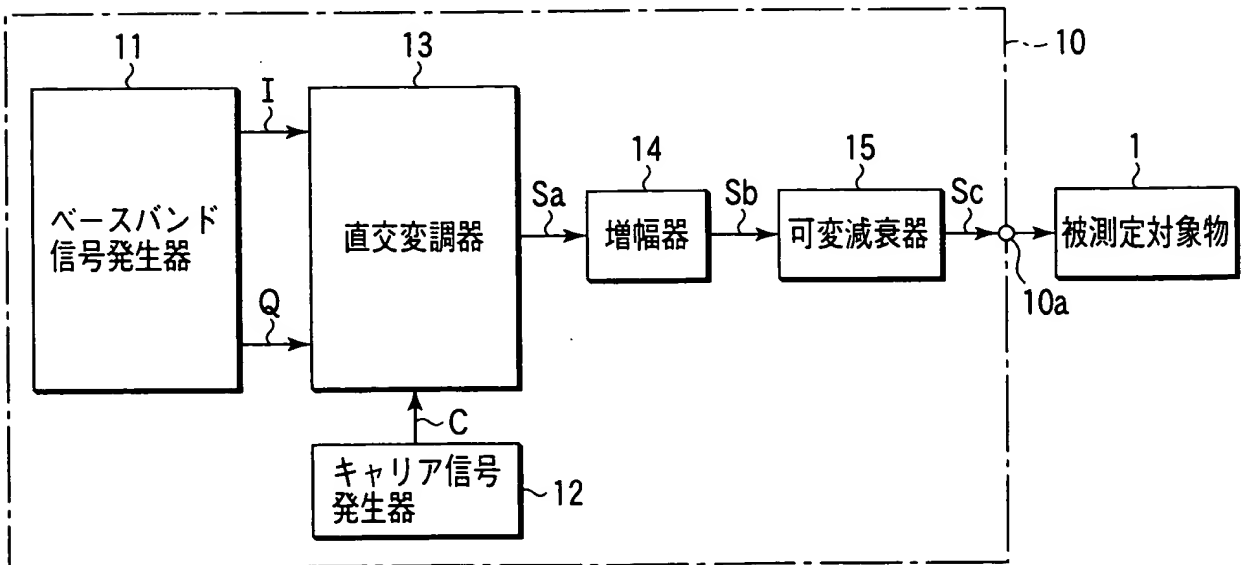 11
13
10
I
ベースバンド
信号発生器
直交変調器
Sa
14
増幅器
Sb
15
可変減衰器
Sc
1
被測定対象物
10a
Q
C
キャリア信号
発生器
12